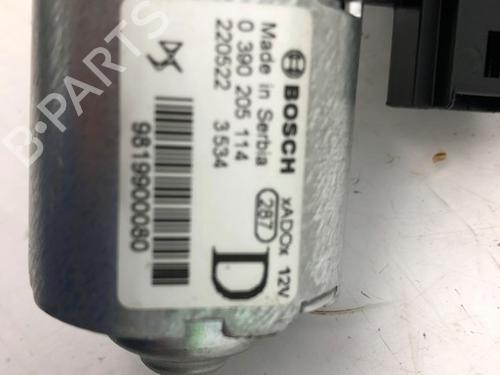 BOSCH
Made in Serbia
0 390 205 114
220522 3534
xADOx 12V
287
D
9819900080
B-PARTS